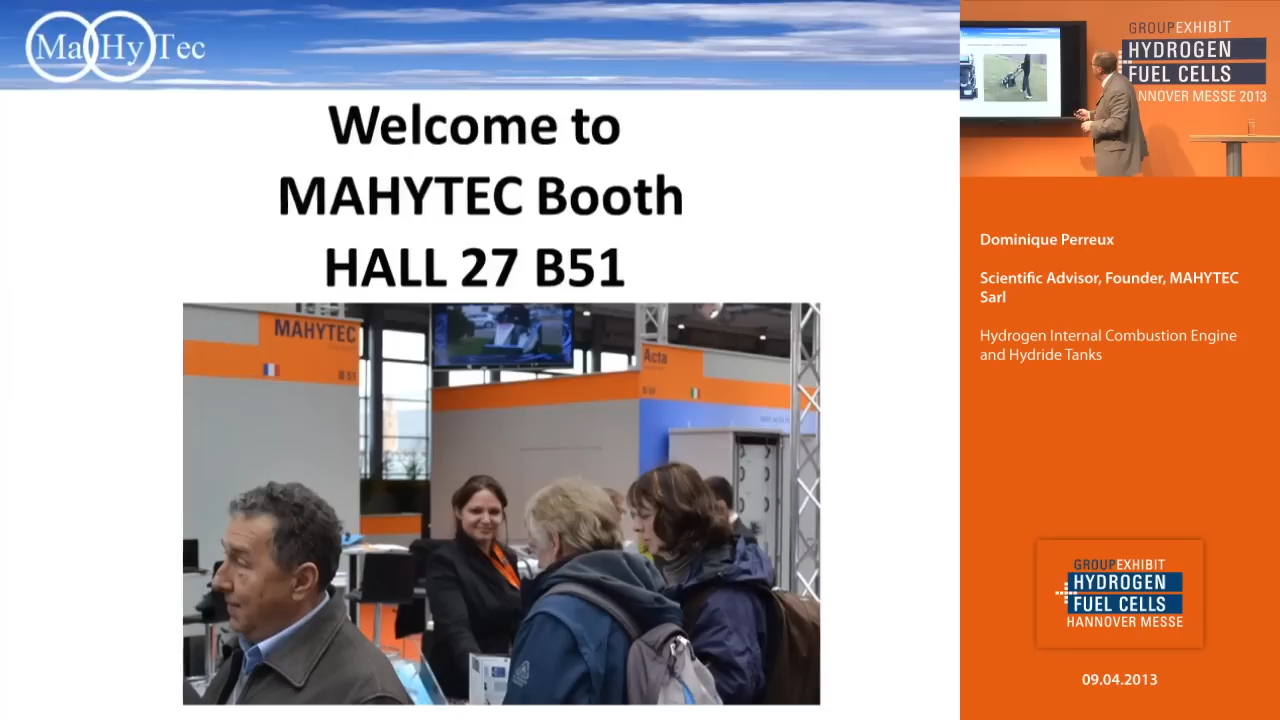 MaHyTec
Welcome to
MAHYTEC Booth
HALL 27 B51
MAHYTEC
B 51
Acta
GROUPEXHIBIT
HYDROGEN
FUEL CELLS
HANNOVER MESSE 2013
Dominique Perreux
Scientific Advisor, Founder, MAHYTEC
Sarl
Hydrogen Internal Combustion Engine
and Hydride Tanks
GROUPEXHIBIT
HYDROGEN
FUEL CELLS
HANNOVER MESSE
09.04.2013